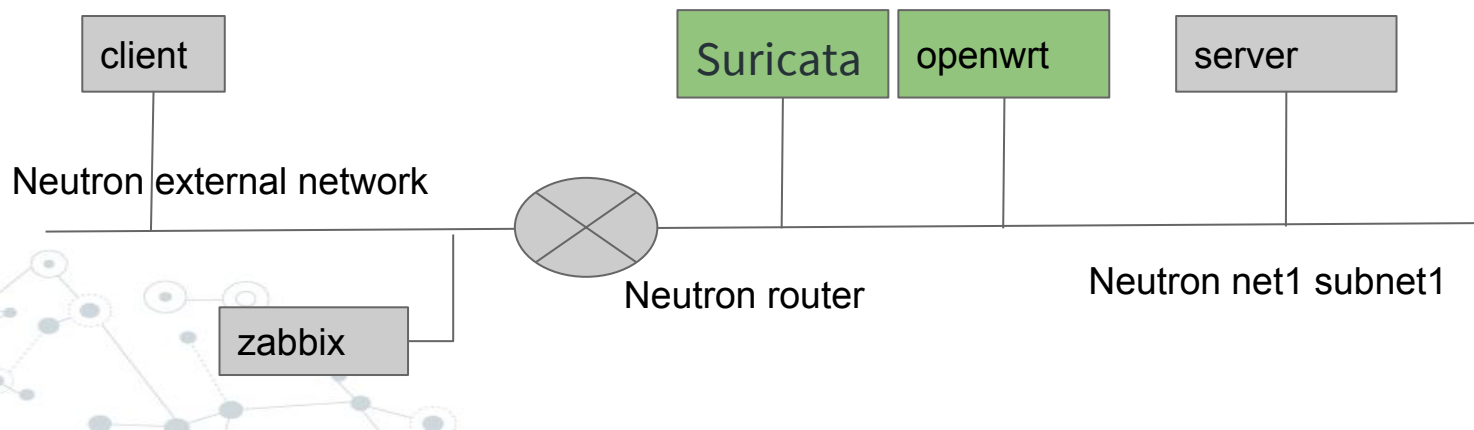 client
Suricata
openwrt
server
Neutron external network
Neutron router
Neutron net1 subnet1
zabbix